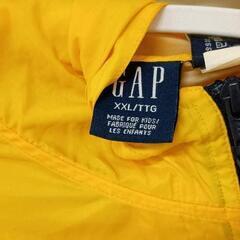 GAP
XXL/TTG
MADE FOR KIDS/
FABRIQUÉ POUR
LES ENFANTS